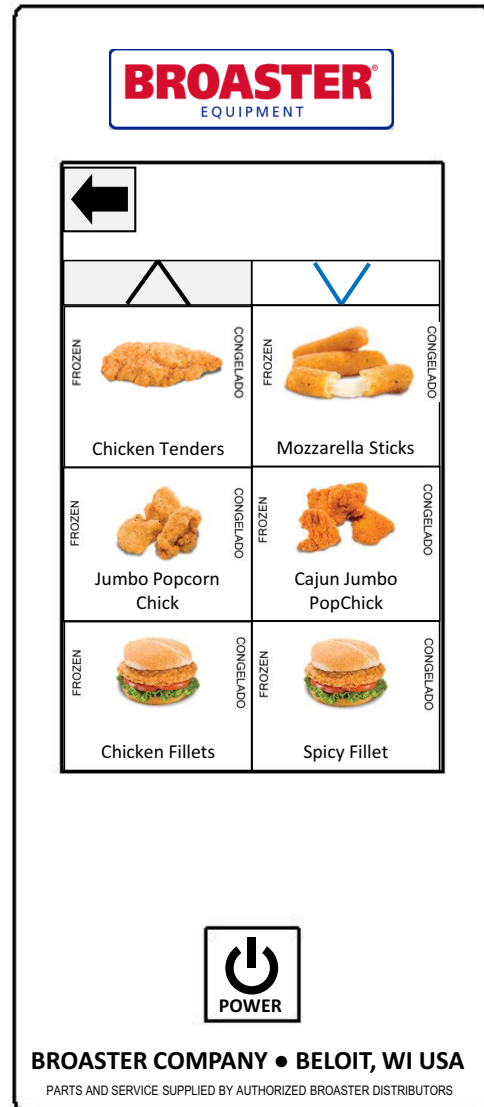 BROASTER®
EQUIPMENT
FROZEN
CONGELADO
Chicken Tenders
FROZEN
CONGELADO
Mozzarella Sticks
FROZEN
CONGELADO
Jumbo Popcorn
Chick
FROZEN
CONGELADO
Cajun Jumbo
PopChick
FROZEN
CONGELADO
Chicken Fillets
FROZEN
CONGELADO
Spicy Fillet
POWER
BROASTER COMPANY ● BELOIT, WI USA
PARTS AND SERVICE SUPPLIED BY AUTHORIZED BROASTER DISTRIBUTORS